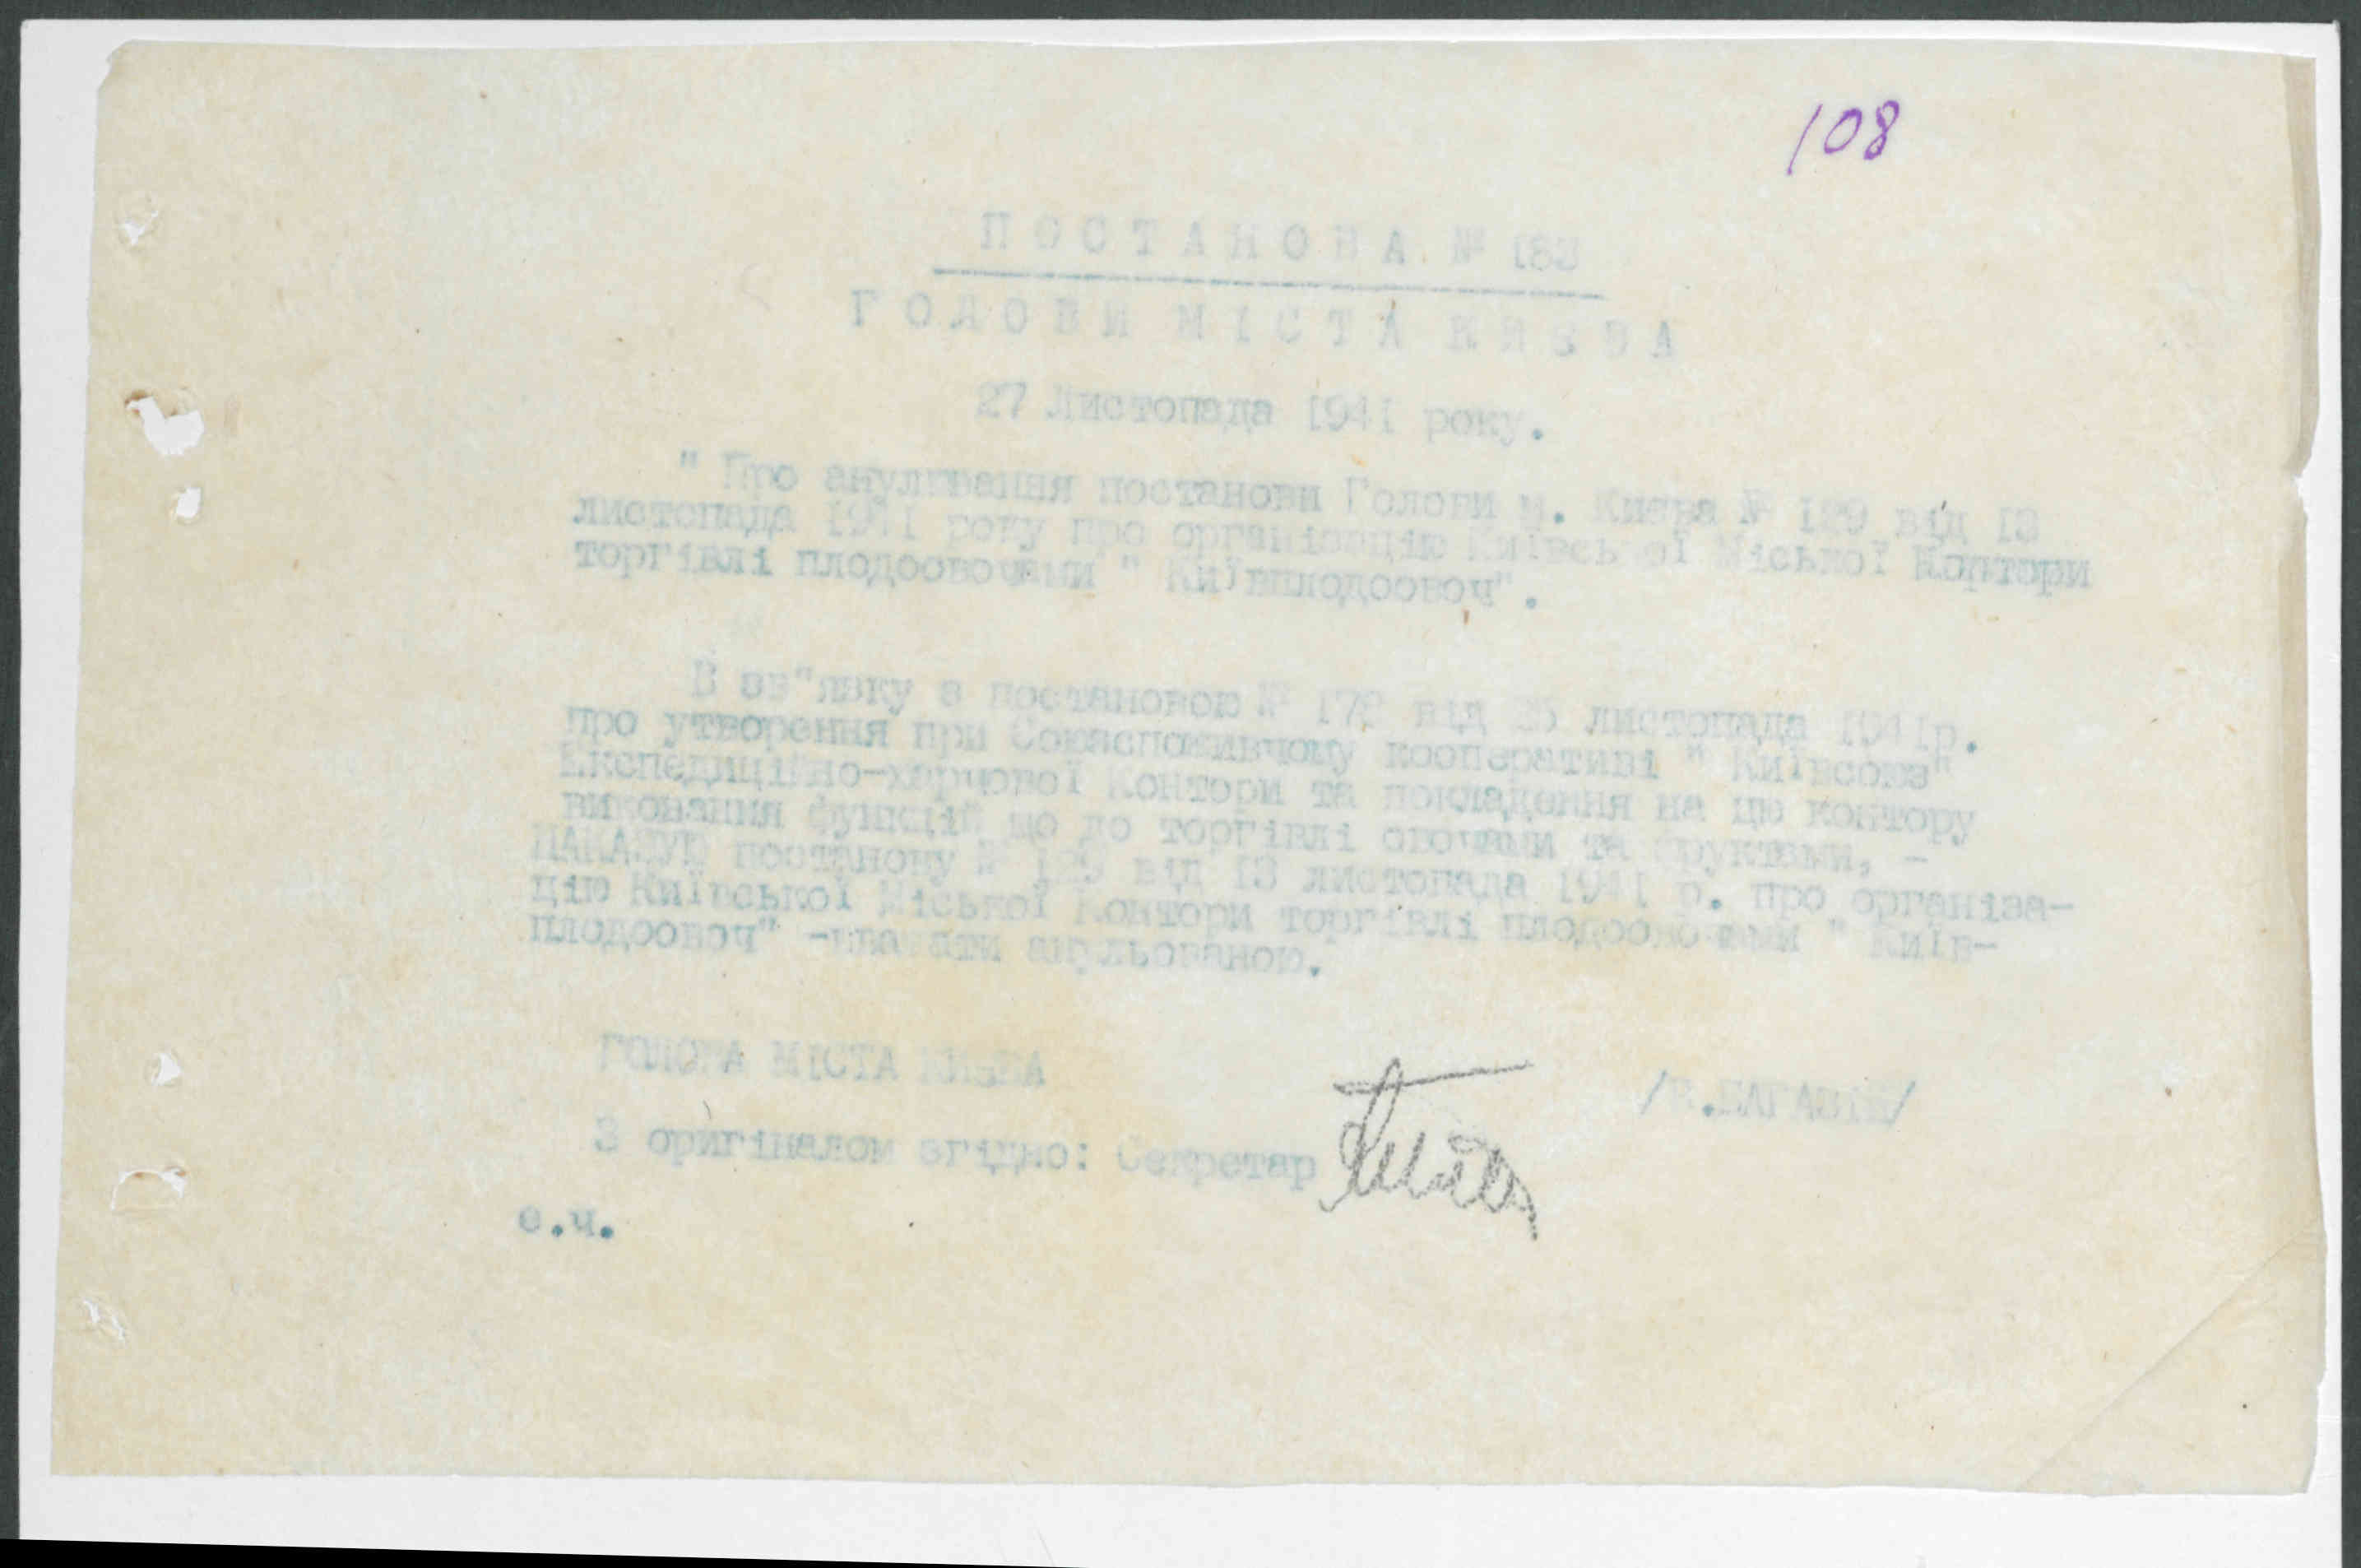 108
ПОСТАНОВА № 183
ГОЛОВИ МІСТА КИЄВА
27 Листопада 1941 року.
" Про анулювання постанови Голови м. Києва № 129 від 13
листопада 1941 року про організацію Київської Міської Контори
торгівлі плодоовочами " Київплодоовоч".
В зв"язку з постановою № 178 від 25 листопада 1941р.
про утворення при Союзспоживчому кооперативі " Київсоюз"
Експедиційно-харчової Контори та покладення на цю контору
виконання функцій що до торгівлі овочами та фруктами, -
НАКАЗУЮ постанову № 129 від 13 листопада 1941 р. про організа-
цію Київської Міської Контори торгівлі плодоовочами " Київ-
плодоовоч" -вважати анульованою.
ГОЛОВА МІСТА КИЄВА
/В.БАГАЗІЙ/
З оригіналом згідно: Секретар
е.ч.